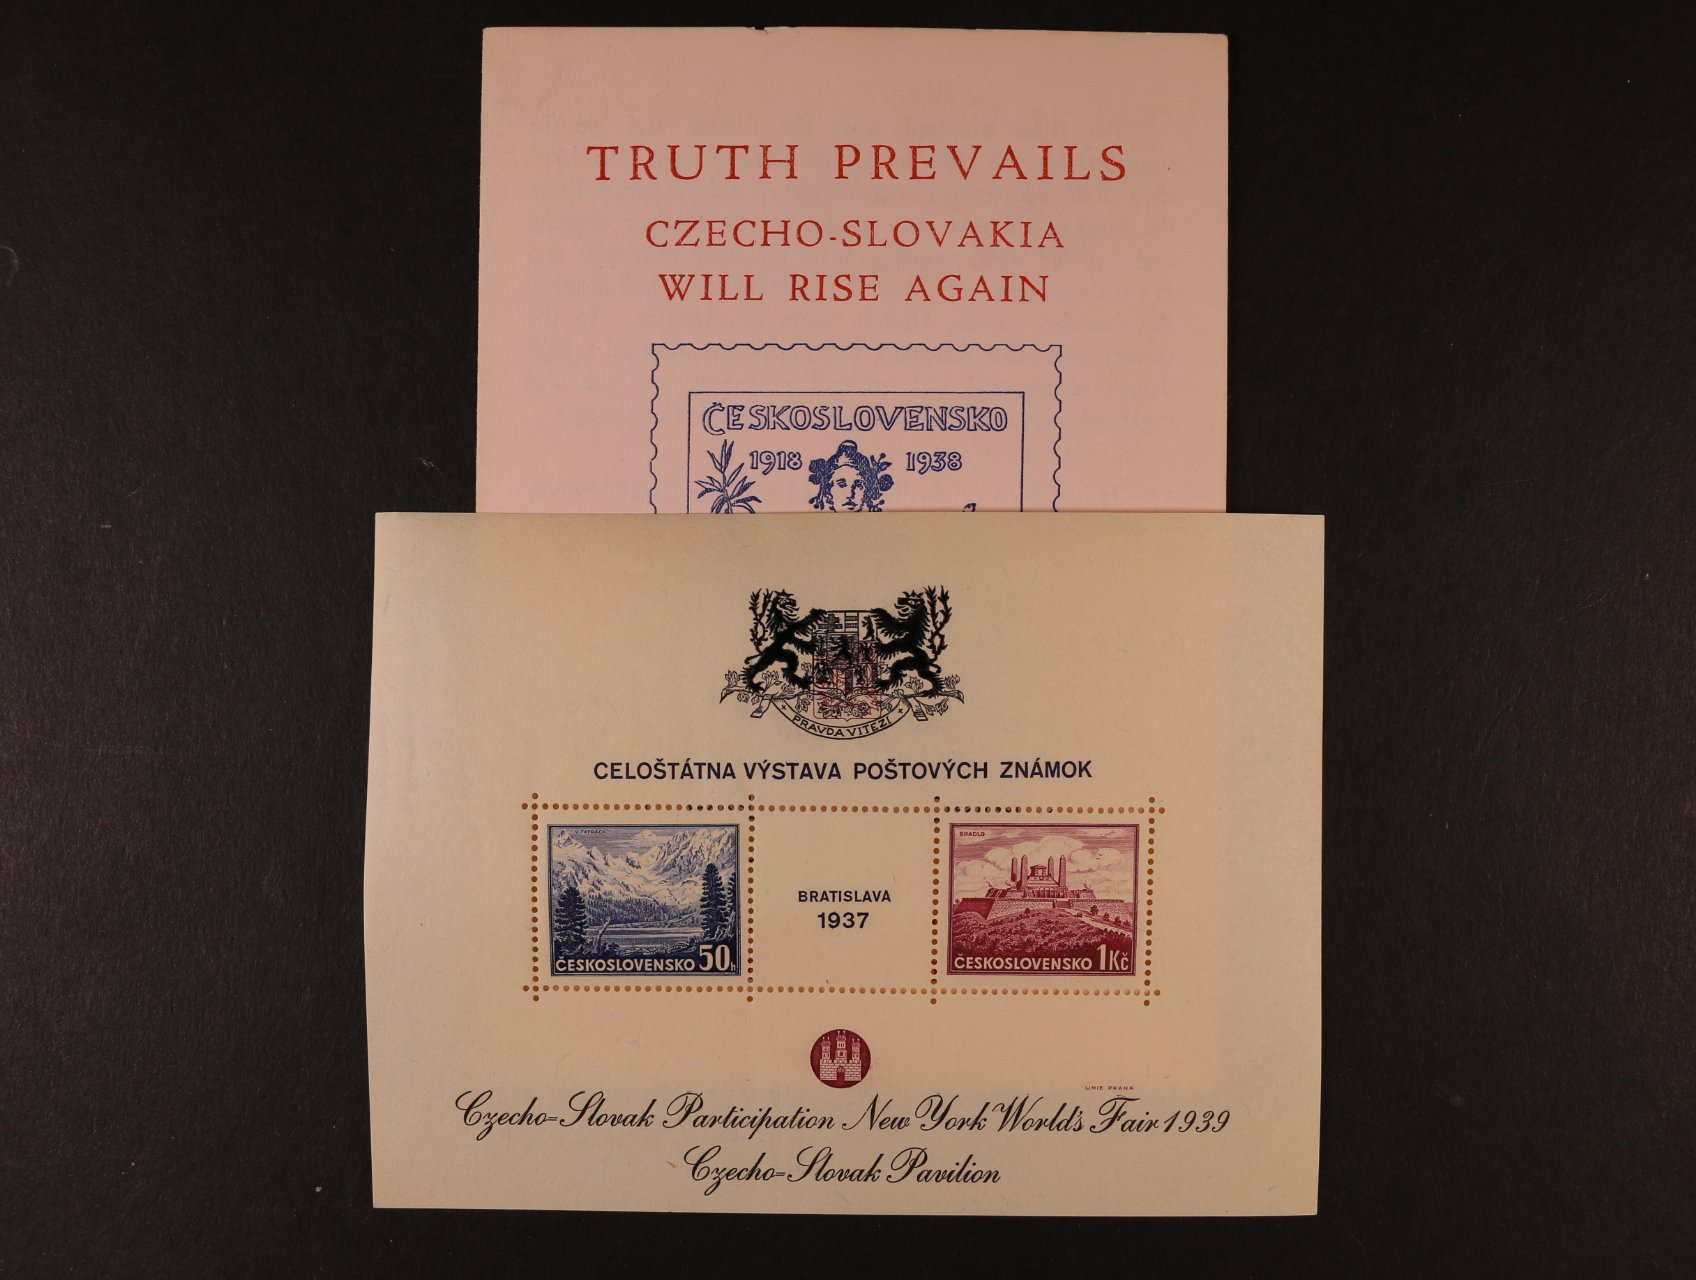 TRUTH PREVAILS
CZECHO-SLOVAKIA
WILL RISE AGAIN
ČESKOSLOVENSKO
1918 1938
PRAVDA VÍTĚZÍ
CELOŠTÁTNA VÝSTAVA POŠTOVÝCH ZNÁMOK
V TATRÁCH
ČESKOSLOVENSKO 50h
BRATISLAVA
1937
BRADLO
ČESKOSLOVENSKO 1Kč
UNIE PRAHA
Czecho-Slovak Participation New York World's Fair 1939
Czecho-Slovak Pavilion